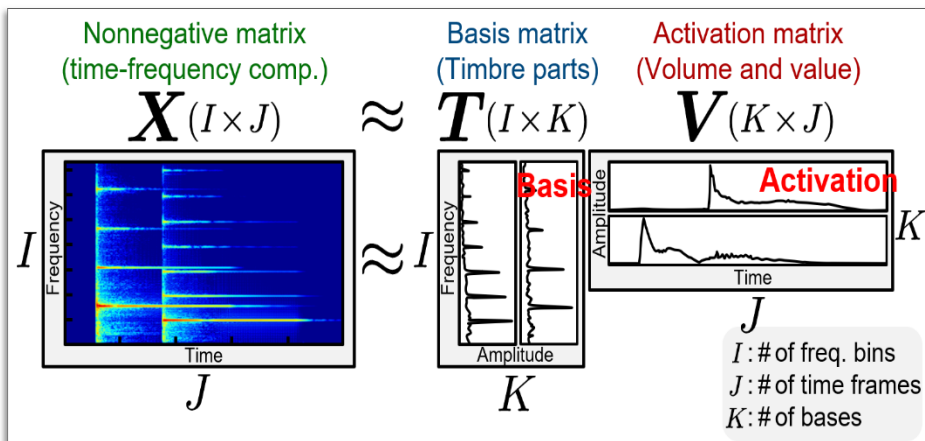 Nonnegative matrix
(time-frequency comp.)
Basis matrix
(Timbre parts)
Activation matrix
(Volume and value)
X (I × J) ≈ T (I × K) V (K × J)
I
Frequency
Time
J
≈
I
Frequency
Basis
Amplitude
K
Amplitude
Activation
Time
K
J
I : # of freq. bins
J : # of time frames
K : # of bases